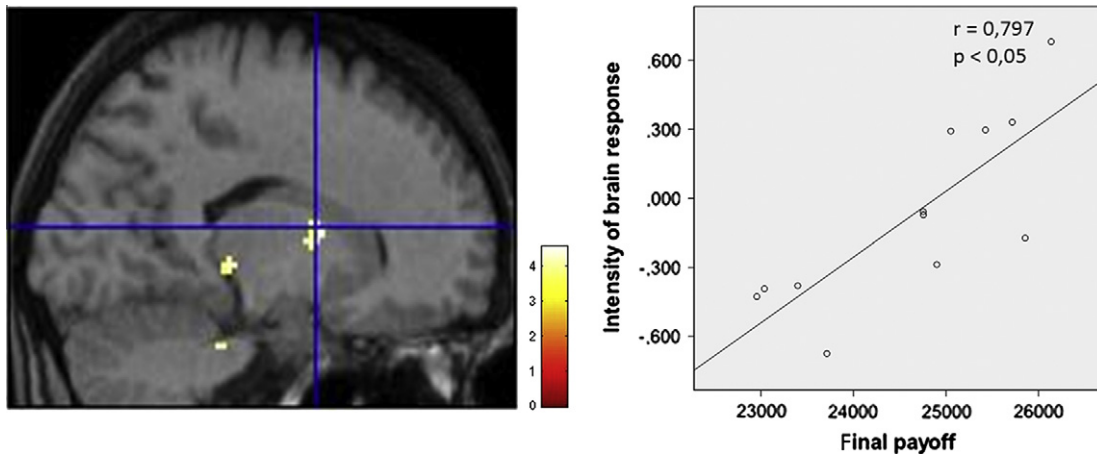 4
3
2
1
0
r = 0,797
p < 0,05
Intensity of brain response
.600
.300
.000
-.300
-.600
23000 24000 25000 26000
Final payoff